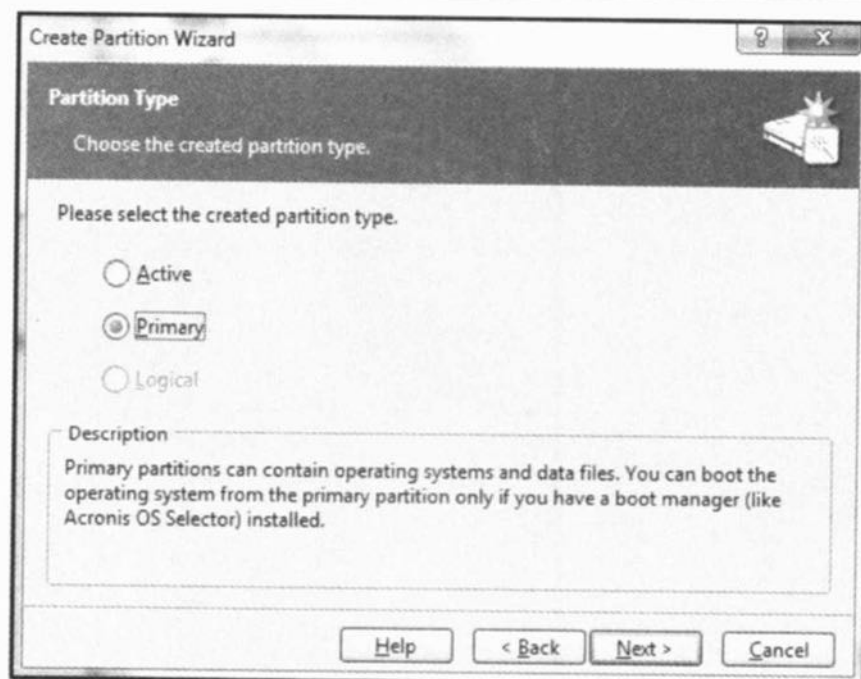 Create Partition Wizard
Partition Type
Choose the created partition type.
Please select the created partition type.
Active
Primary
Logical
Description
Primary partitions can contain operating systems and data files. You can boot the
operating system from the primary partition only if you have a boot manager (like
Acronis OS Selector) installed.
Help
< Back
Next >
Cancel